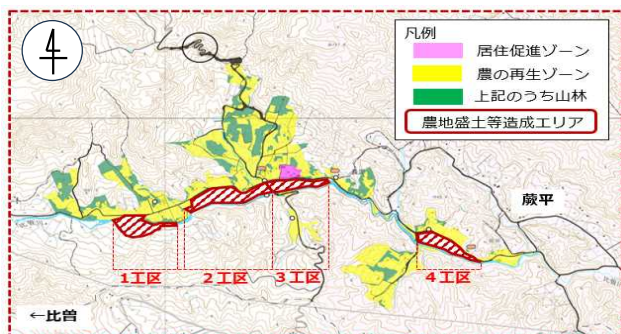 凡例
居住促進ゾーン
農の再生ゾーン
上記のうち山林
農地盛土等造成エリア
蕨平
1工区
2工区
3工区
4工区
←比曽